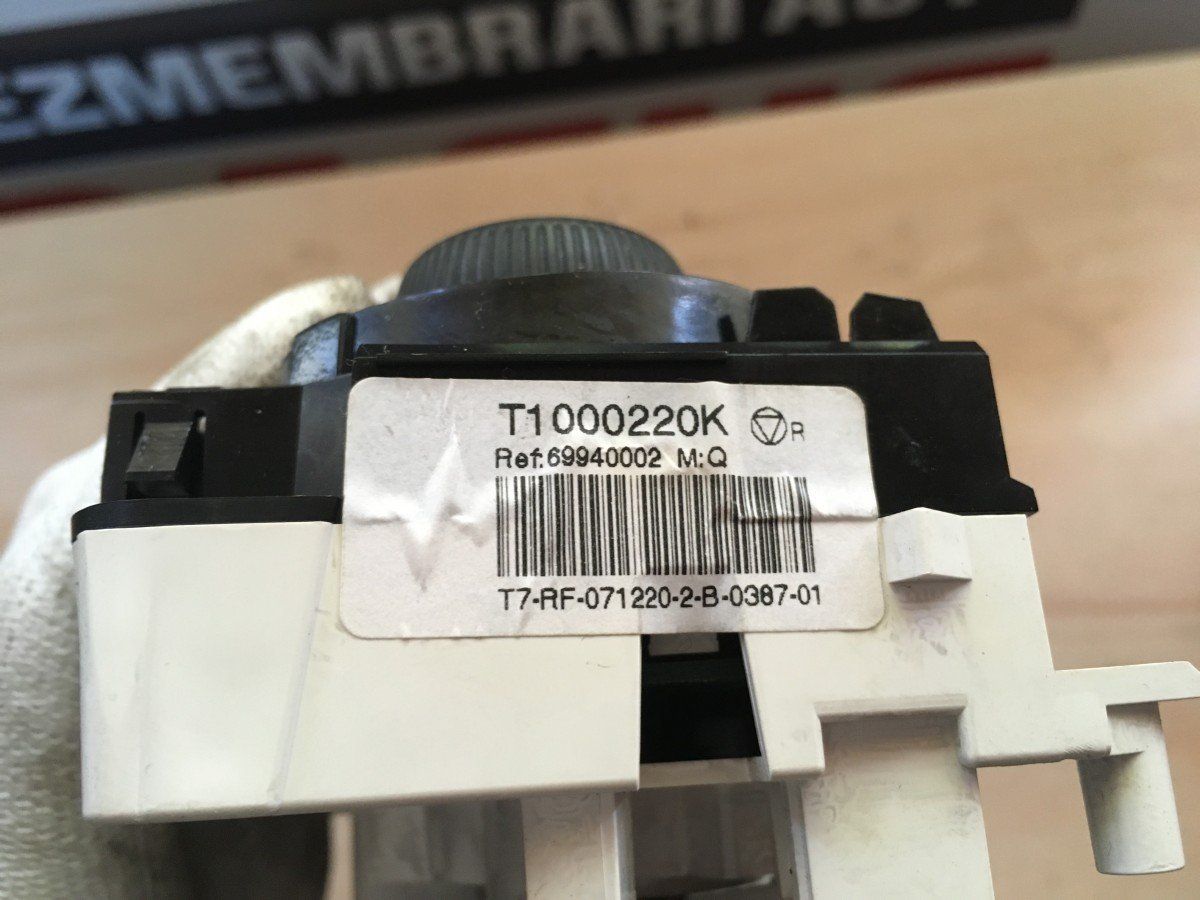 EZMEMBRARI AUT
T1000220K R
Ref:69940002 M:Q
T7-RF-071220-2-B-0387-01